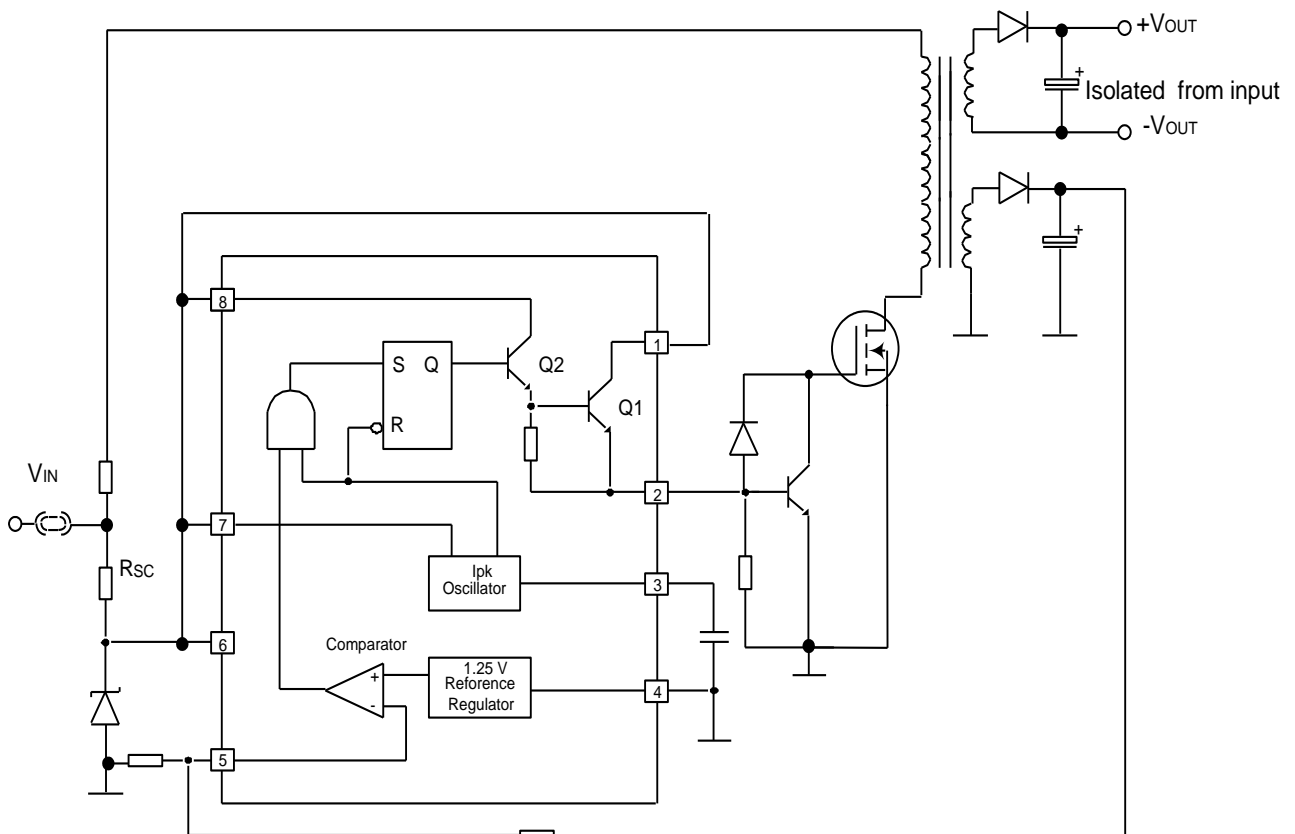 +VOUT
+
Isolated from input
-VOUT
+
8
1
S Q
Q2
Q1
R
VIN
2
7
RSC
Ipk
Oscillator
3
6
Comparator
1.25 V
Reforence
Regulator
+
-
4
5